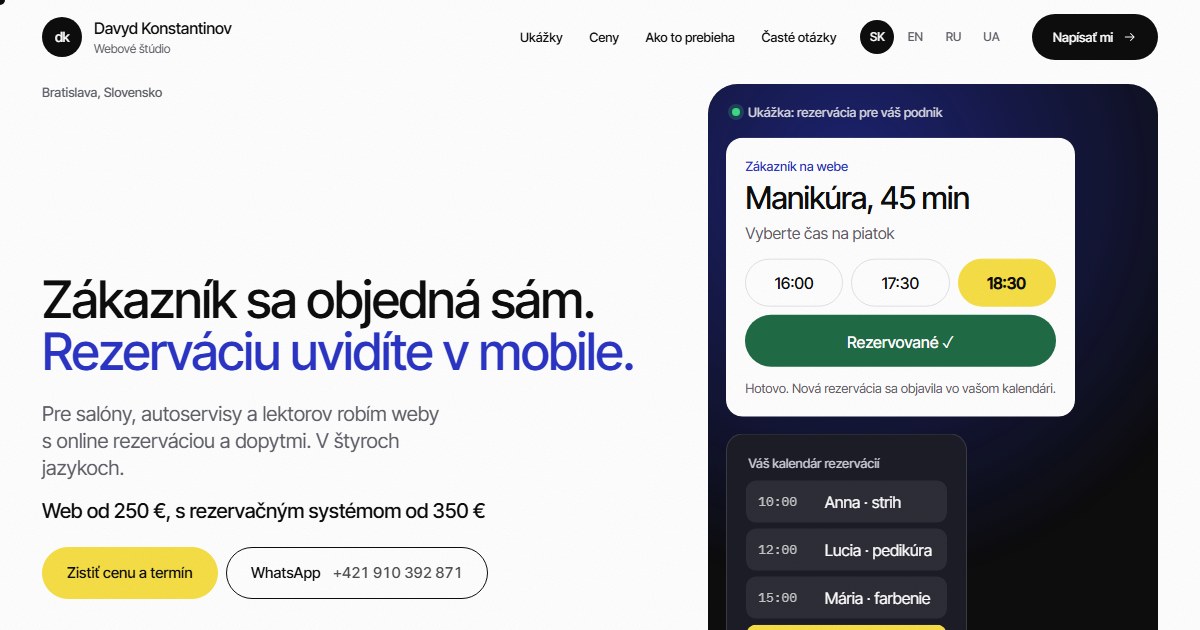 dk
Davyd Konstantinov
Webové štúdio
Ukážky
Ceny
Ako to prebieha
Časté otázky
SK
EN
RU
UA
Napísať mi →
Bratislava, Slovensko
Zákazník sa objedná sám.
Rezerváciu uvidíte v mobile.
Pre salóny, autoservisy a lektorov robím weby
s online rezerváciou a dopytmi. V štyroch
jazykoch.
Web od 250 €, s rezervačným systémom od 350 €
Zistiť cenu a termín
WhatsApp +421 910 392 871
Ukážka: rezervácia pre váš podnik
Zákazník na webe
Manikúra, 45 min
Vyberte čas na piatok
16:00
17:30
18:30
Rezervované ✓
Hotovo. Nová rezervácia sa objavila vo vašom kalendári.
Váš kalendár rezervácií
10:00 Anna · strih
12:00 Lucia · pedikúra
15:00 Mária · farbenie